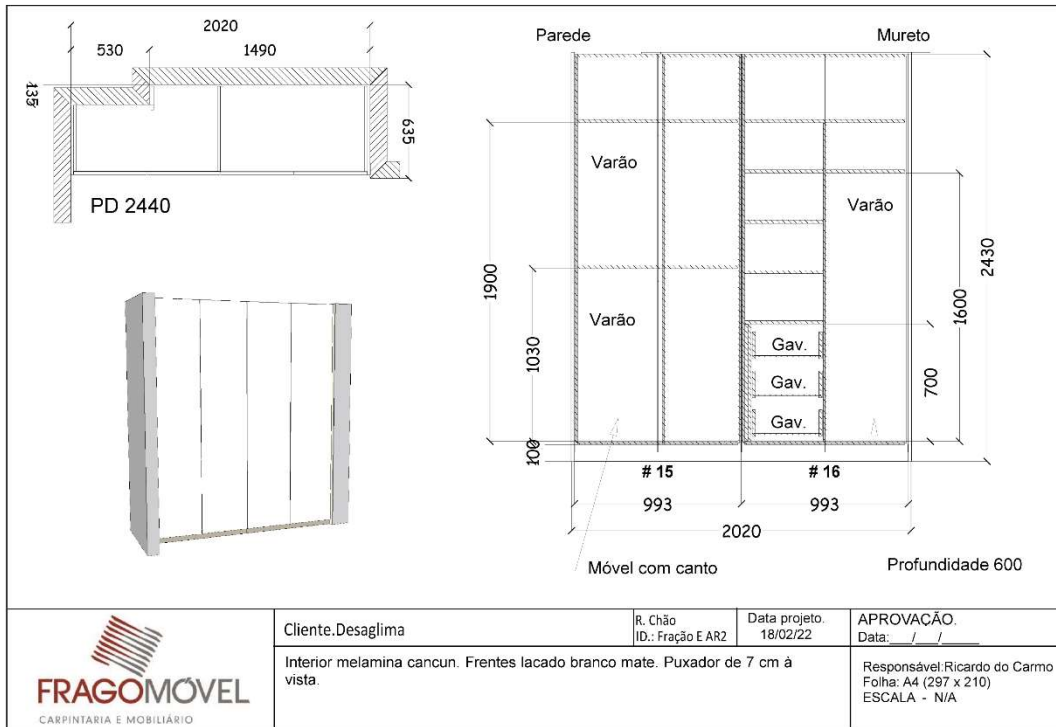 2020
530
1490
135
635
PD 2440
Parede
Mureto
Varão
Varão
Varão
1900
1030
100
2430
1600
700
Gav.
Gav.
Gav.
# 15
# 16
993
993
2020
Móvel com canto
Profundidade 600
FRAGOMÓVEL
CARPINTARIA E MOBILIÁRIO
Cliente.Desaglima
R. Chão
ID.: Fração E AR2
Data projeto.
18/02/22
APROVAÇÃO.
Data:___/___/_____
Interior melamina cancun. Frentes lacado branco mate. Puxador de 7 cm à
vista.
Responsável:Ricardo do Carmo
Folha: A4 (297 x 210)
ESCALA - N/A